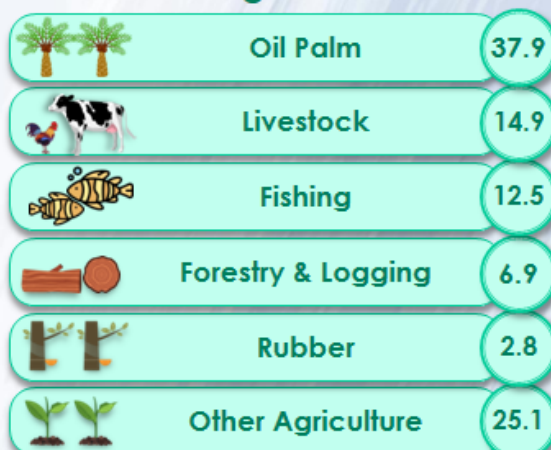 Oil Palm 37.9
Livestock 14.9
Fishing 12.5
Forestry & Logging 6.9
Rubber 2.8
Other Agriculture 25.1